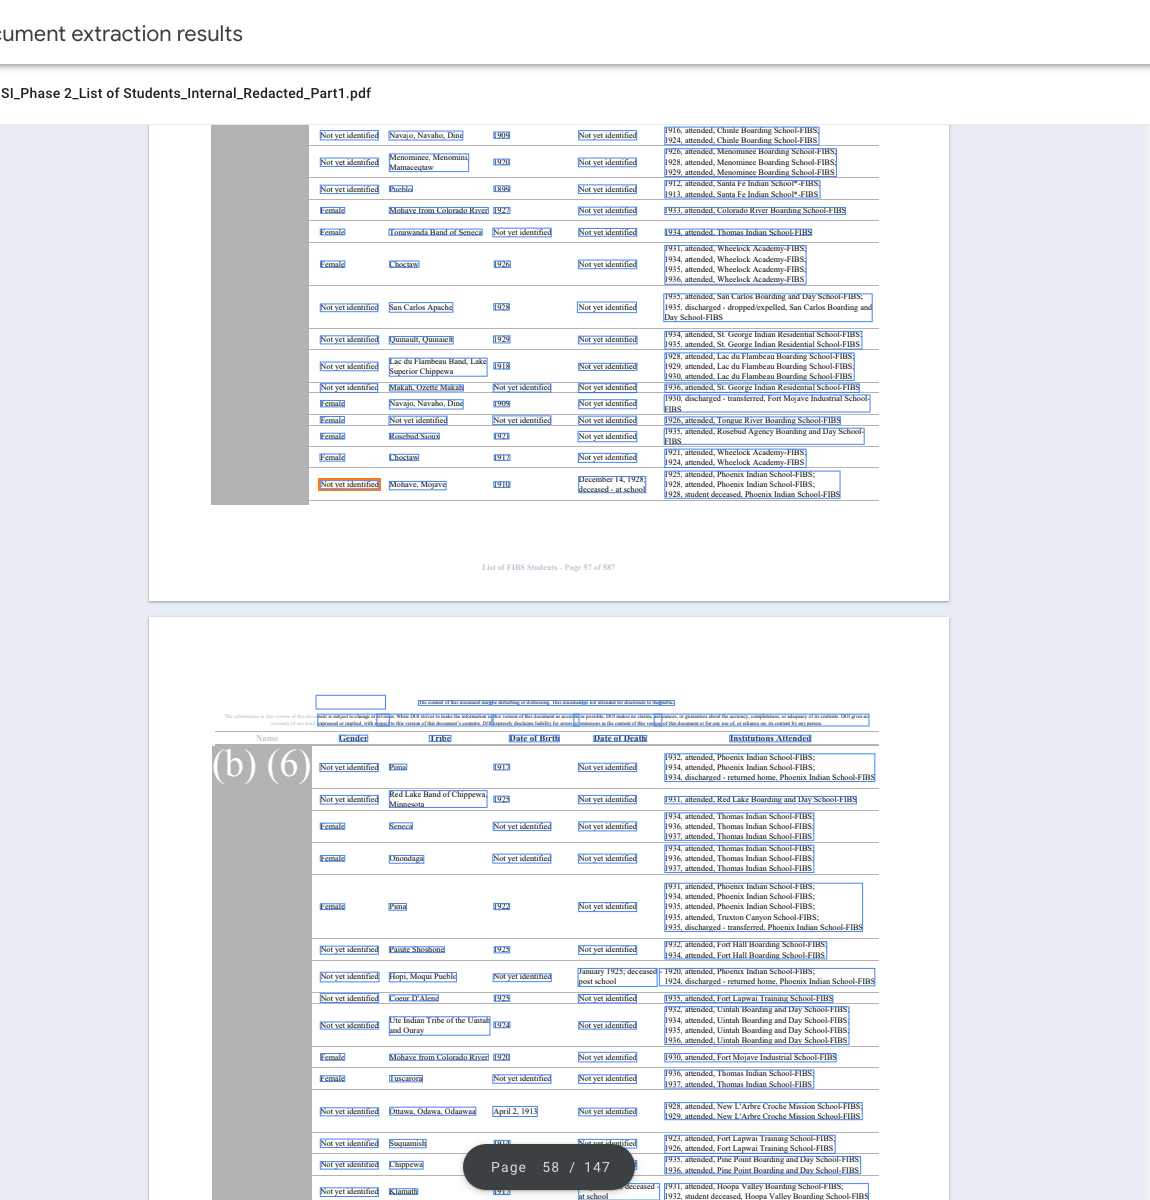 cument extraction results
SI_Phase 2_List of Students_Internal_Redacted_Part1.pdf
Not yet identified Navajo, Navaho, Dine 1909 Not yet identified 1916, attended, Chinle Boarding School-FIBS;
1924, attended, Chinle Boarding School-FIBS
Not yet identified Menominee, Menomini, Mamaceqtaw 1920 Not yet identified 1926, attended, Menominee Boarding School-FIBS;
1928, attended, Menominee Boarding School-FIBS;
1929, attended, Menominee Boarding School-FIBS
Not yet identified Pueblo 1899 Not yet identified 1912, attended, Santa Fe Indian School*-FIBS;
1913, attended, Santa Fe Indian School*-FIBS
Female Mohave from Colorado River 1927 Not yet identified 1933, attended, Colorado River Boarding School-FIBS
Female Tonawanda Band of Seneca Not yet identified Not yet identified 1934, attended, Thomas Indian School-FIBS
Female Choctaw 1926 Not yet identified 1931, attended, Wheelock Academy-FIBS;
1934, attended, Wheelock Academy-FIBS;
1935, attended, Wheelock Academy-FIBS;
1936, attended, Wheelock Academy-FIBS
Not yet identified San Carlos Apache 1928 Not yet identified 1935, attended, San Carlos Boarding and Day School-FIBS;
1935, discharged - dropped/expelled, San Carlos Boarding and
Day School-FIBS
Not yet identified Quinault, Quinaielt 1929 Not yet identified 1934, attended, St. George Indian Residential School-FIBS;
1935, attended, St. George Indian Residential School-FIBS
Not yet identified Lac du Flambeau Band, Lake Superior Chippewa 1918 Not yet identified 1928, attended, Lac du Flambeau Boarding School-FIBS;
1929, attended, Lac du Flambeau Boarding School-FIBS;
1930, attended, Lac du Flambeau Boarding School-FIBS
Not yet identified Makah, Ozette Makah Not yet identified Not yet identified 1936, attended, St. George Indian Residential School-FIBS
Female Navajo, Navaho, Dine 1909 Not yet identified 1930, discharged - transferred, Fort Mojave Industrial School-
FIBS
Female Not yet identified Not yet identified Not yet identified 1926, attended, Tongue River Boarding School-FIBS
Female Rosebud Sioux 1921 Not yet identified 1935, attended, Rosebud Agency Boarding and Day School-
FIBS
Female Choctaw 1917 Not yet identified 1921, attended, Wheelock Academy-FIBS;
1924, attended, Wheelock Academy-FIBS
Not yet identified Mohave, Mojave 1910 December 14, 1928; deceased - at school 1925, attended, Phoenix Indian School-FIBS;
1928, attended, Phoenix Indian School-FIBS;
1928, student deceased, Phoenix Indian School-FIBS
List of FIBS Students - Page 57 of 587
The content of this document may be disturbing or distressing. This document is not intended for disclosure to the public.
The information in this version of this document is subject to change or revision. When DOI strives to make the information in this version of this document as accurate as possible, DOI makes no claims, assurances, or guarantees about the accuracy, completeness, or adequacy of its contents. DOI gives no
warranty of any kind, expressed or implied, with regard to this version of this document's contents. DOI expressly disclaims liability for errors and omissions in the content of this version of this document or for any use of, or reliance on, its content by any person.
Name Gender Tribe Date of Birth Date of Death Institutions Attended
(b) (6)
Not yet identified Pima 1917 Not yet identified 1932, attended, Phoenix Indian School-FIBS;
1934, attended, Phoenix Indian School-FIBS;
1934, discharged - returned home, Phoenix Indian School-FIBS
Not yet identified Red Lake Band of Chippewa, Minnesota 1925 Not yet identified 1931, attended, Red Lake Boarding and Day School-FIBS
Female Seneca Not yet identified Not yet identified 1934, attended, Thomas Indian School-FIBS;
1936, attended, Thomas Indian School-FIBS;
1937, attended, Thomas Indian School-FIBS
Female Onondaga Not yet identified Not yet identified 1934, attended, Thomas Indian School-FIBS;
1936, attended, Thomas Indian School-FIBS;
1937, attended, Thomas Indian School-FIBS
Female Pima 1922 Not yet identified 1931, attended, Phoenix Indian School-FIBS;
1934, attended, Phoenix Indian School-FIBS;
1935, attended, Phoenix Indian School-FIBS;
1935, attended, Truxton Canyon School-FIBS;
1935, discharged - transferred, Phoenix Indian School-FIBS
Not yet identified Paiute Shoshone 1925 Not yet identified 1932, attended, Fort Hall Boarding School-FIBS;
1934, attended, Fort Hall Boarding School-FIBS
Not yet identified Hopi, Moqui Pueblo Not yet identified January 1925; deceased - post school 1920, attended, Phoenix Indian School-FIBS;
1924, discharged - returned home, Phoenix Indian School-FIBS
Not yet identified Coeur D'Alene 1925 Not yet identified 1935, attended, Fort Lapwai Training School-FIBS
Not yet identified Ute Indian Tribe of the Uintah and Ouray 1924 Not yet identified 1932, attended, Uintah Boarding and Day School-FIBS;
1934, attended, Uintah Boarding and Day School-FIBS;
1935, attended, Uintah Boarding and Day School-FIBS;
1936, attended, Uintah Boarding and Day School-FIBS
Female Mohave from Colorado River 1920 Not yet identified 1930, attended, Fort Mojave Industrial School-FIBS
Female Tuscarora Not yet identified Not yet identified 1936, attended, Thomas Indian School-FIBS;
1937, attended, Thomas Indian School-FIBS
Not yet identified Ottawa, Odawa, Odaawaa April 2, 1913 Not yet identified 1928, attended, New L'Arbre Croche Mission School-FIBS;
1929, attended, New L'Arbre Croche Mission School-FIBS
Not yet identified Suquamish 1914 Not yet identified 1923, attended, Fort Lapwai Training School-FIBS;
1926, attended, Fort Lapwai Training School-FIBS
Not yet identified Chippewa 1935, attended, Pine Point Boarding and Day School-FIBS;
1936, attended, Pine Point Boarding and Day School-FIBS
Not yet identified Klamath 1917 deceased - at school 1931, attended, Hoopa Valley Boarding School-FIBS;
1932, student deceased, Hoopa Valley Boarding School-FIBS
Page 58 / 147